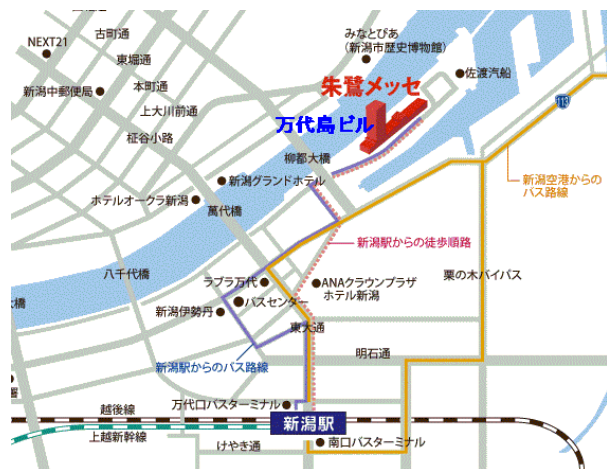 古町通
NEXT21
東堀通
新潟中郵便局
本町通
上大川前通
柾谷小路
みなとぴあ
(新潟市歴史博物館)
佐渡汽船
朱鷺メッセ
万代島ビル
113
柳都大橋
新潟グランドホテル
ホテルオークラ新潟
萬代橋
新潟空港からの
バス路線
新潟駅からの徒歩順路
栗の木バイパス
八千代橋
ラブラ万代
ANAクラウンプラザ
ホテル新潟
バスセンター
新潟伊勢丹
東大通
大橋
新潟駅からのバス路線
明石通
署
万代口バスターミナル
越後線
新潟駅
上越新幹線
けやき通
南口バスターミナル